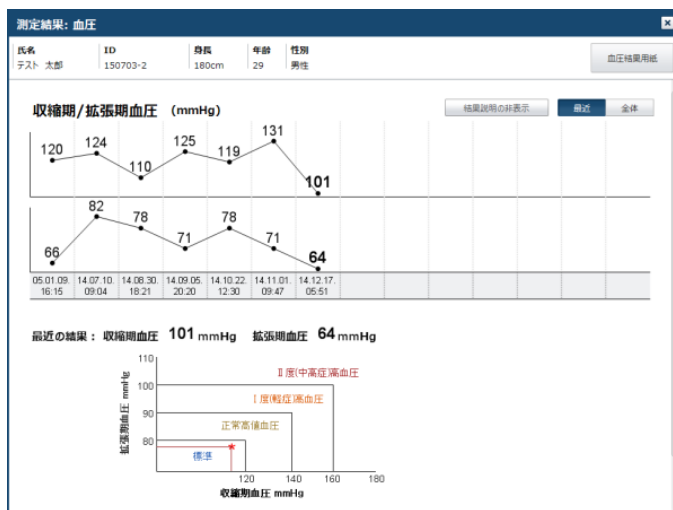 測定結果: 血圧
氏名 ID 身長 年齢 性別
テスト 太郎 150703-2 180cm 29 男性
血圧結果用紙
収縮期/拡張期血圧 (mmHg)
結果説明の非表示 最近 全体
120 124 110 125 119 131 101
66 82 78 71 78 71 64
05.01.09. 14.07.10. 14.08.30. 14.09.05. 14.10.22. 14.11.01. 14.12.17.
16:15 09:04 18:21 20:20 12:30 09:47 05:51
最近の結果: 収縮期血圧 101 mmHg 拡張期血圧 64 mmHg
拡張期血圧 mmHg
110
Ⅱ度(中高症)高血圧
100
Ⅰ度(軽症)高血圧
90
正常高値血圧
80
標準
120 140 160 180
収縮期血圧 mmHg